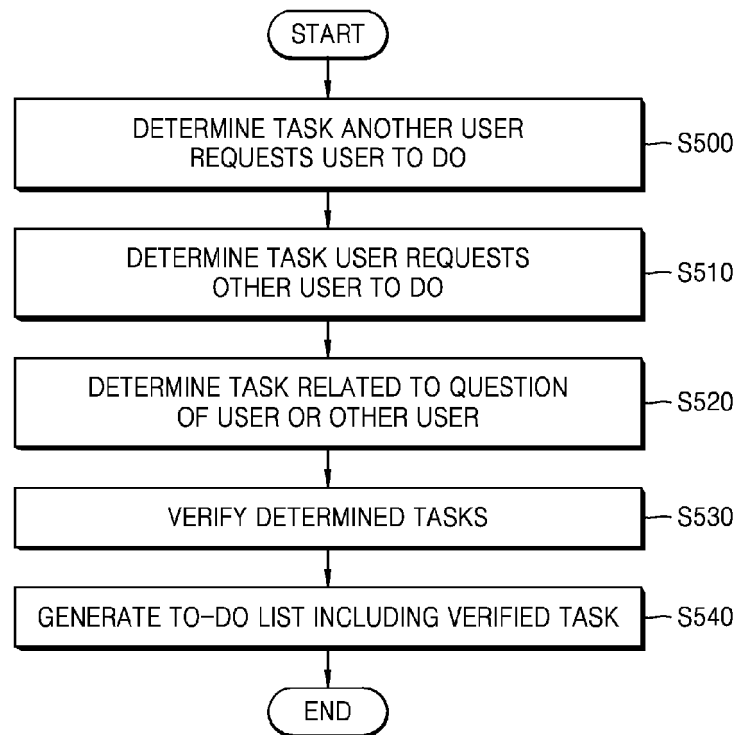 START
DETERMINE TASK ANOTHER USER
REQUESTS USER TO DO
S500
DETERMINE TASK USER REQUESTS
OTHER USER TO DO
S510
DETERMINE TASK RELATED TO QUESTION
OF USER OR OTHER USER
S520
VERIFY DETERMINED TASKS
S530
GENERATE TO-DO LIST INCLUDING VERIFIED TASK
S540
END